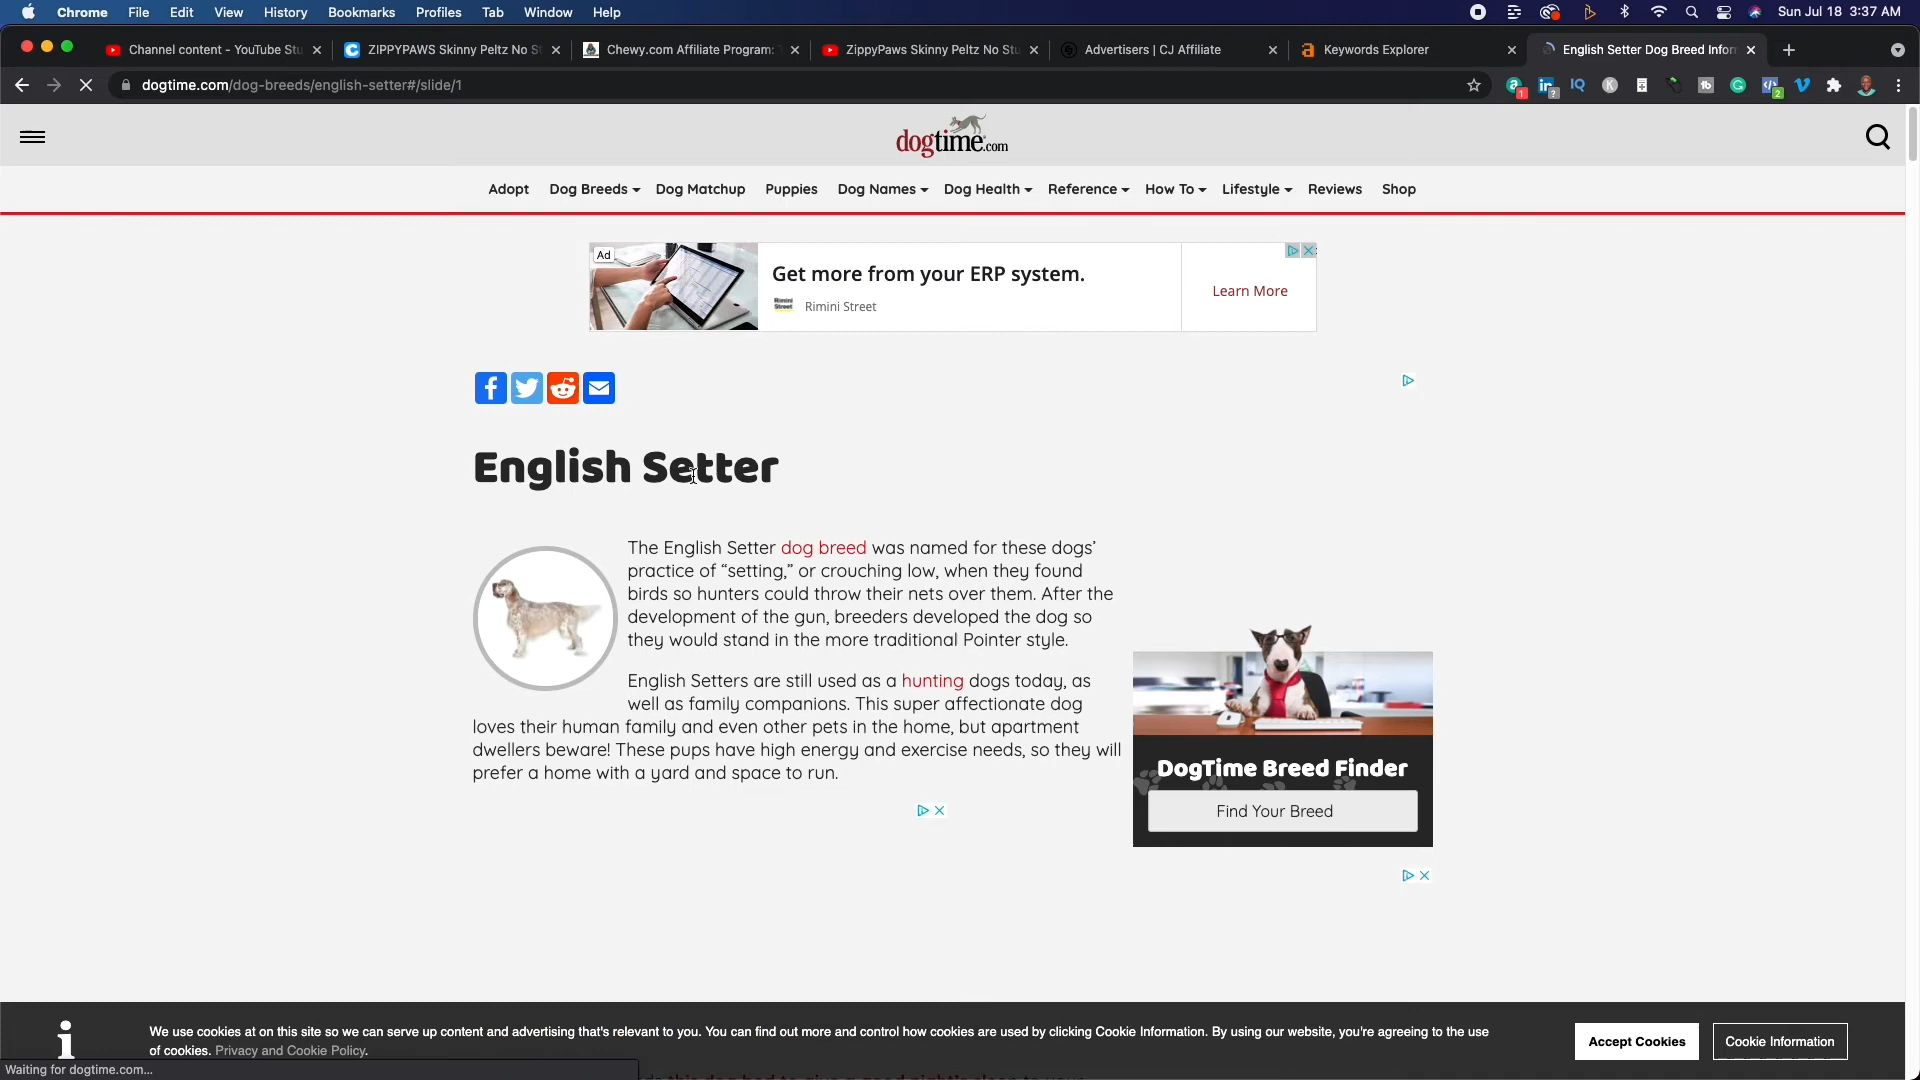 Chrome File Edit View History Bookmarks Profiles Tab Window Help Sun Jul 18 3:37 AM
Channel content - YouTube Stu ZIPPYPAWS Skinny Peltz No S Chewy.com Affiliate Program: ZippyPaws Skinny Peltz No Stu Advertisers | CJ Affiliate Keywords Explorer English Setter Dog Breed Infor
dogtime.com/dog-breeds/english-setter#/slide/1
dogtime.com
Adopt Dog Breeds Dog Matchup Puppies Dog Names Dog Health Reference How To Lifestyle Reviews Shop
Ad
Get more from your ERP system.
Rimini Street
Rimini Street
Learn More
English Setter
The English Setter dog breed was named for these dogs’
practice of “setting,” or crouching low, when they found
birds so hunters could throw their nets over them. After the
development of the gun, breeders developed the dog so
they would stand in the more traditional Pointer style.
English Setters are still used as a hunting dogs today, as
well as family companions. This super affectionate dog
loves their human family and even other pets in the home, but apartment
dwellers beware! These pups have high energy and exercise needs, so they will
prefer a home with a yard and space to run.
DogTime Breed Finder
Find Your Breed
We use cookies at on this site so we can serve up content and advertising that's relevant to you. You can find out more and control how cookies are used by clicking Cookie Information. By using our website, you're agreeing to the use
of cookies. Privacy and Cookie Policy.
Accept Cookies
Cookie Information
Waiting for dogtime.com...